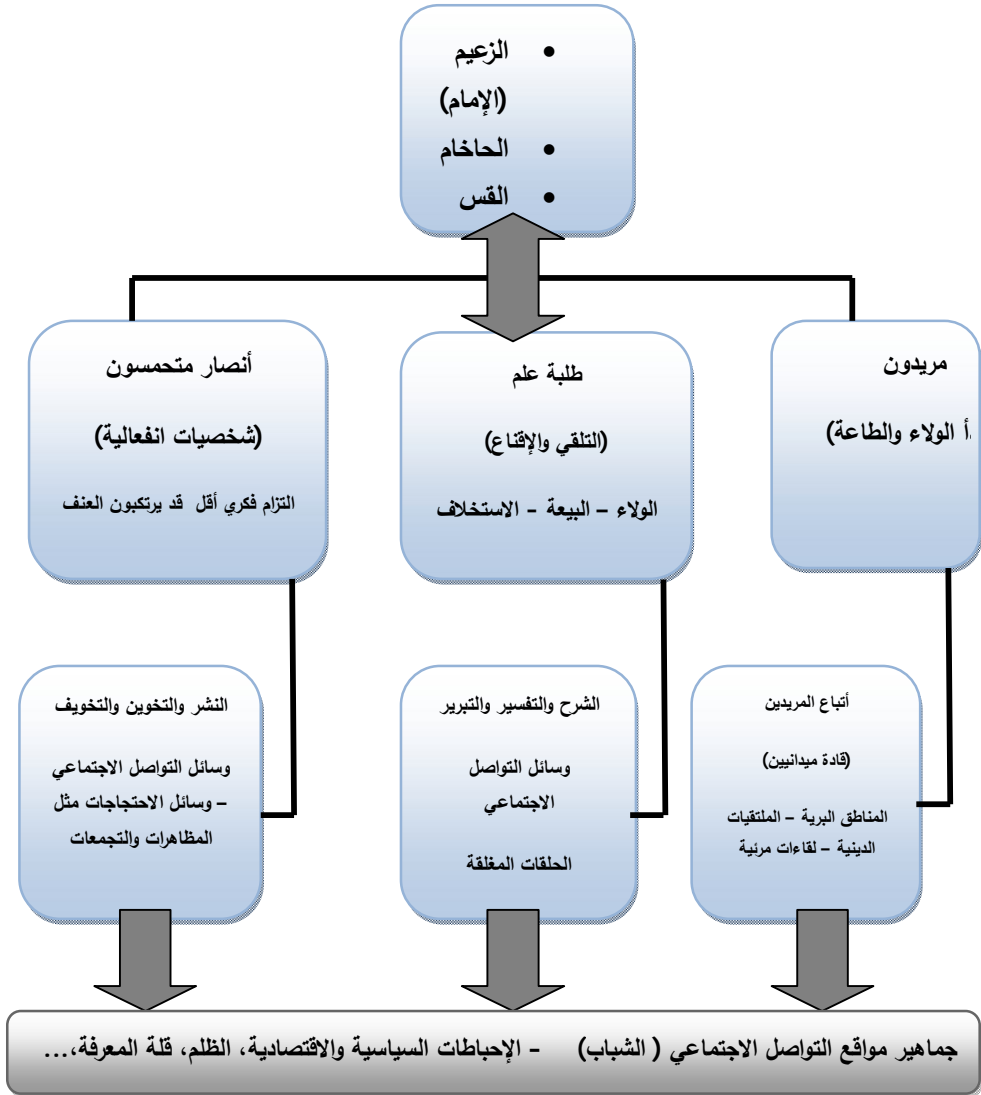 • الزعيم
(الإمام)
• الحاخام
• القس
مريدون
الولاء والطاعة)
طلبة علم
(التلقي والإقناع)
الولاء – البيعة - الاستخلاف
أنصار متحمسون
(شخصيات انفعالية)
التزام فكري أقل قد يرتكبون العنف
أتباع المريدين
(قادة ميدانيين)
المناطق البرية – الملتقيات
الدينية – لقاءات مرئية
الشرح والتفسير والتبرير
وسائل التواصل
الاجتماعي
الحلقات المغلقة
النشر والتخوين والتخويف
وسائل التواصل الاجتماعي
– وسائل الاحتجاجات مثل
المظاهرات والتجمعات
جماهير مواقع التواصل الاجتماعي ( الشباب) - الإحباطات السياسية والاقتصادية، الظلم، قلة المعرفة،...